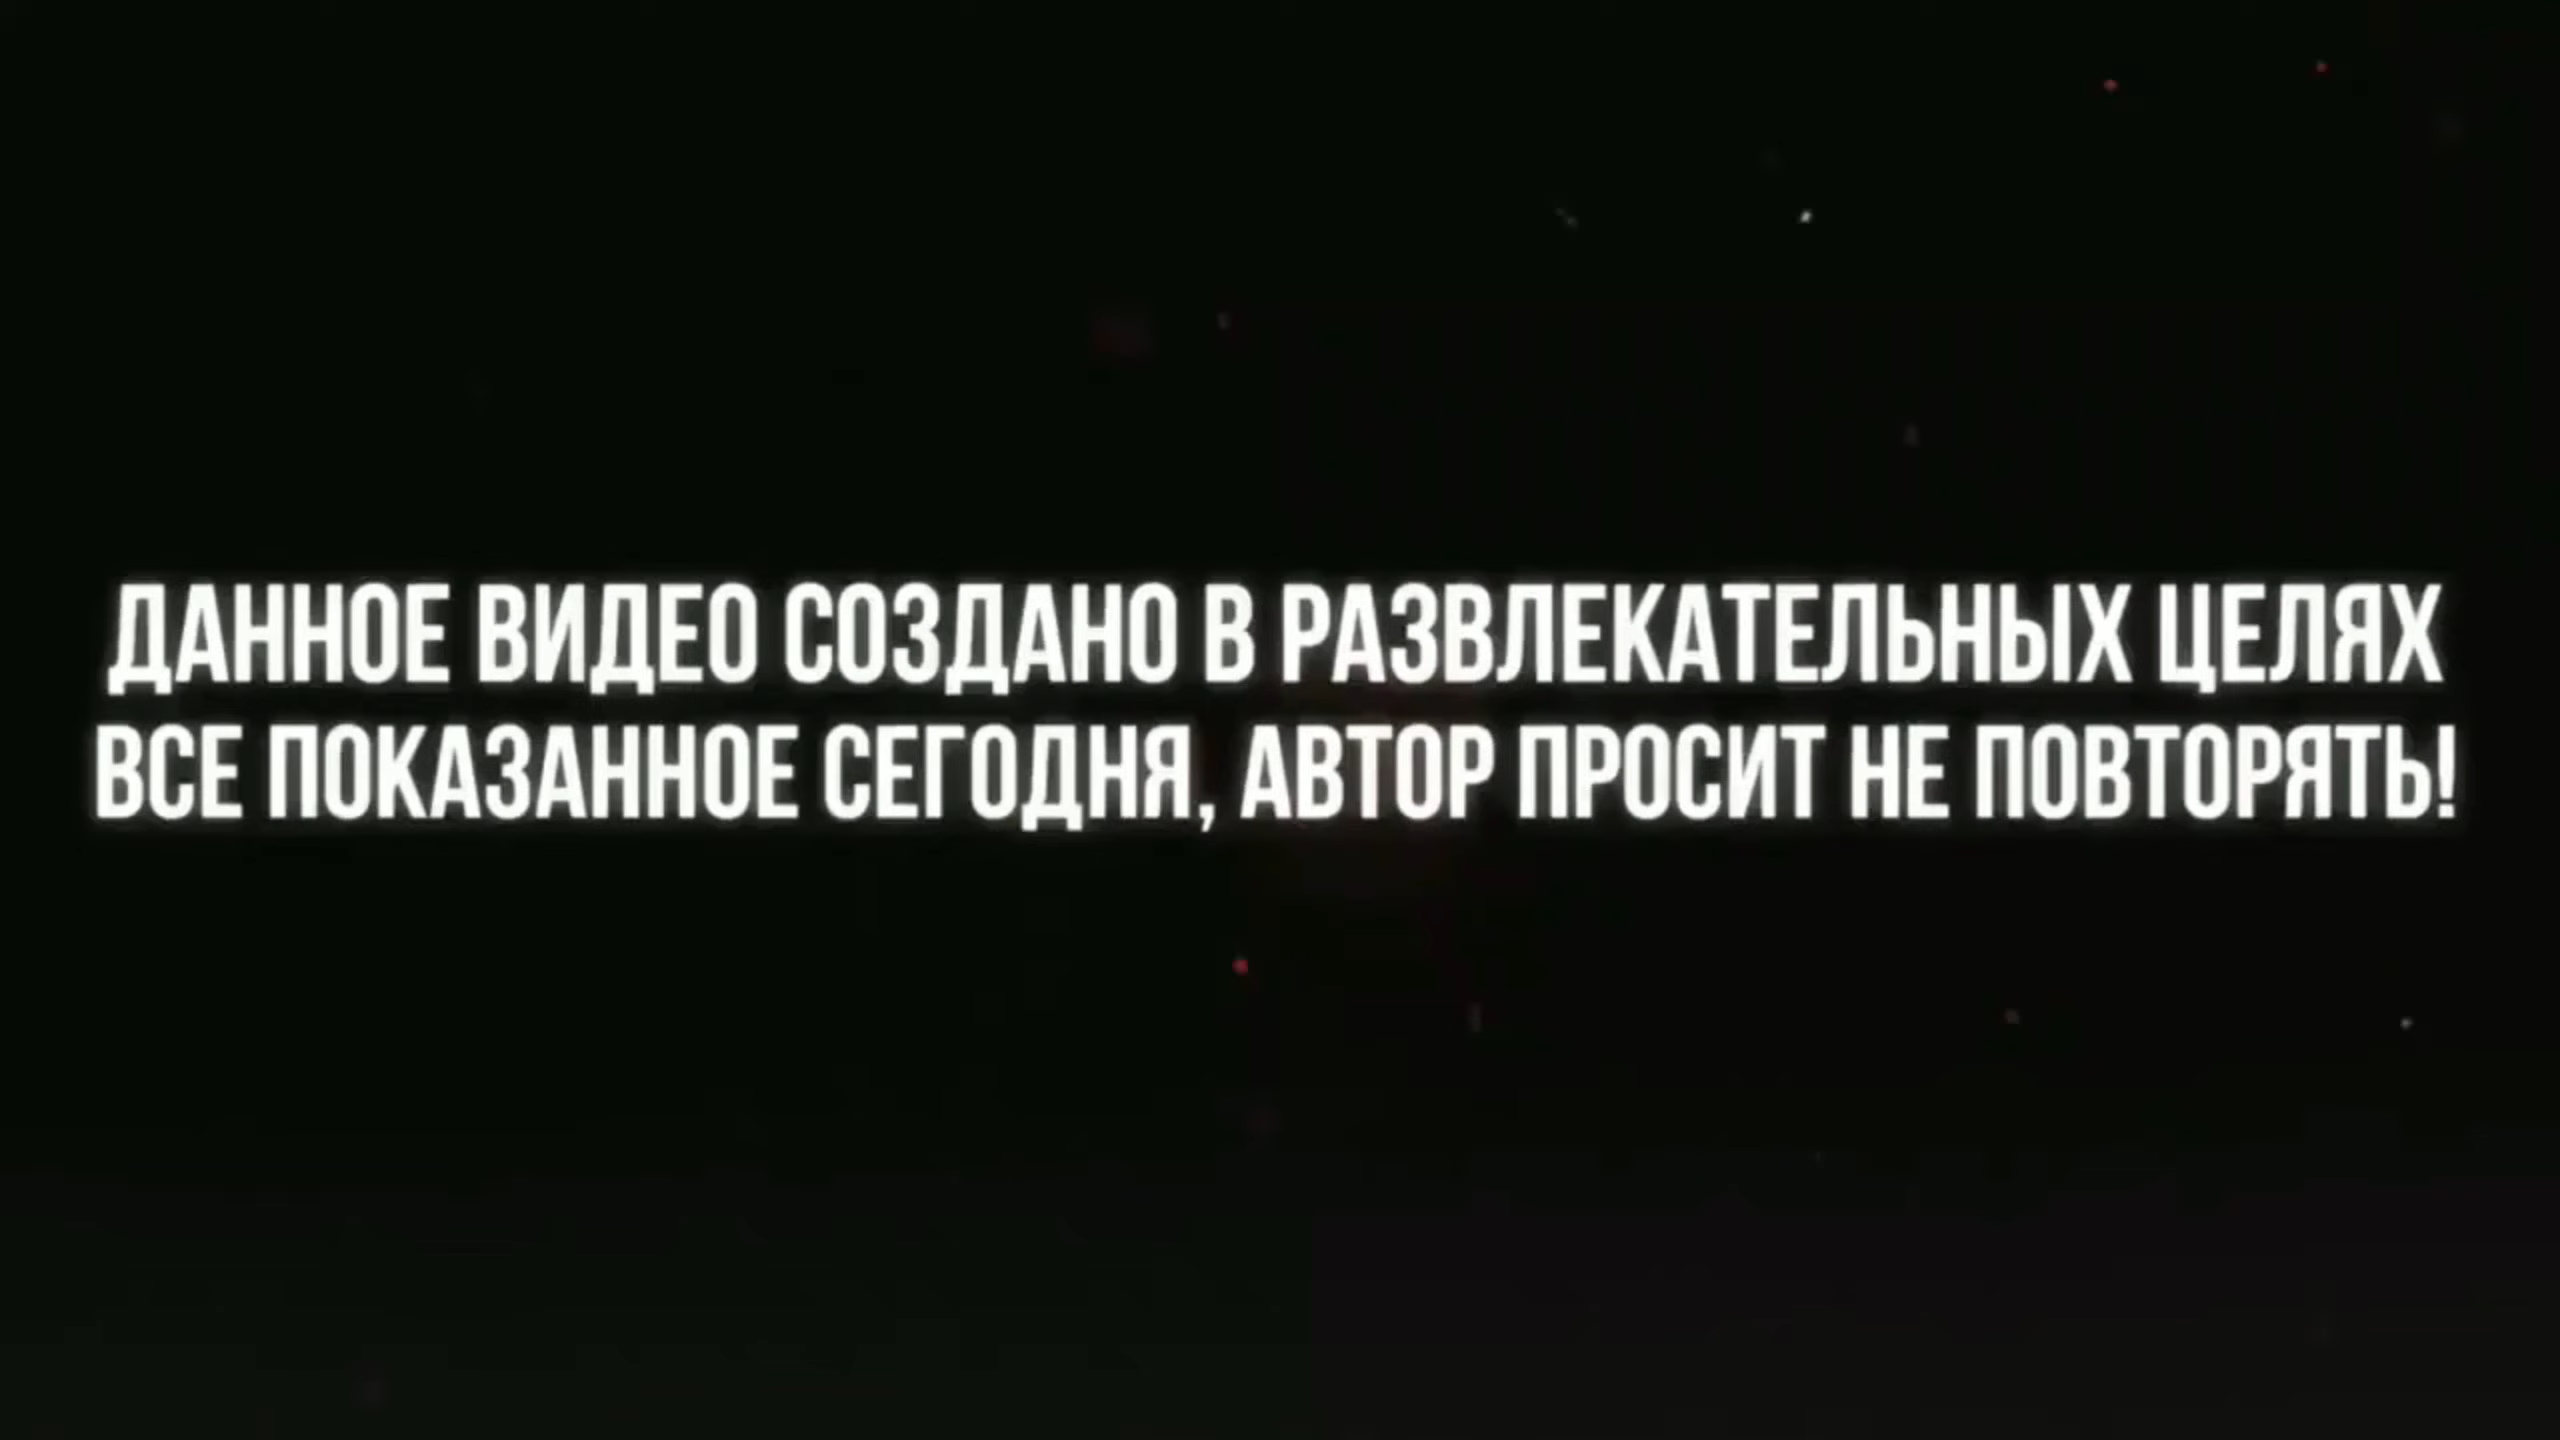 ДАННОЕ ВИДЕО СОЗДАНО В РАЗВЛЕКАТЕЛЬНЫХ ЦЕЛЯХ
ВСЕ ПОКАЗАННОЕ СЕГОДНЯ, АВТОР ПРОСИТ НЕ ПОВТОРЯТЬ!